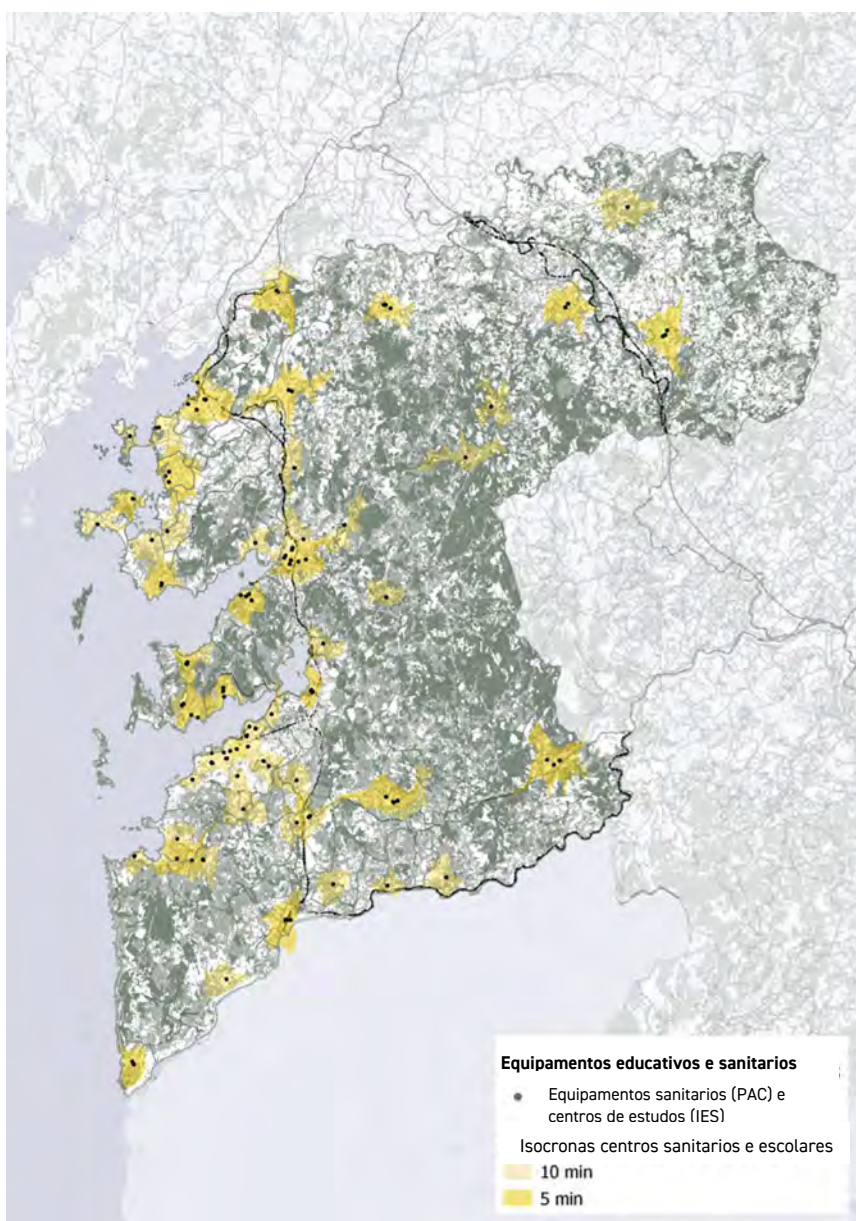 Equipamentos educativos e sanitarios
Equipamentos sanitarios (PAC) e
centros de estudos (IES)
Isocronas centros sanitarios e escolares
10 min
5 min